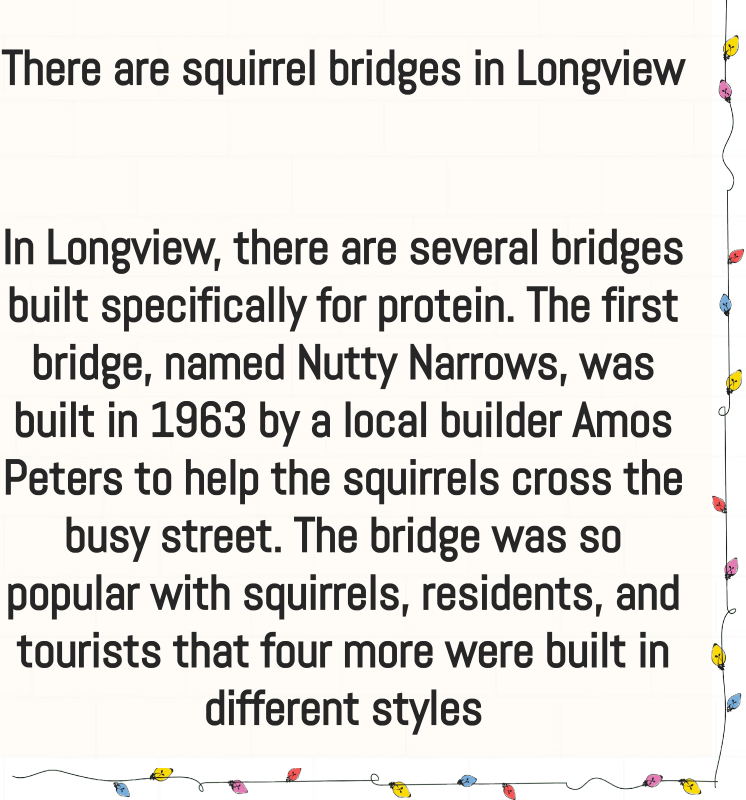 There are squirrel bridges in Longview
In Longview, there are several bridges
built specifically for protein. The first
bridge, named Nutty Narrows, was
built in 1963 by a local builder Amos
Peters to help the squirrels cross the
busy street. The bridge was so
popular with squirrels, residents, and
tourists that four more were built in
different styles